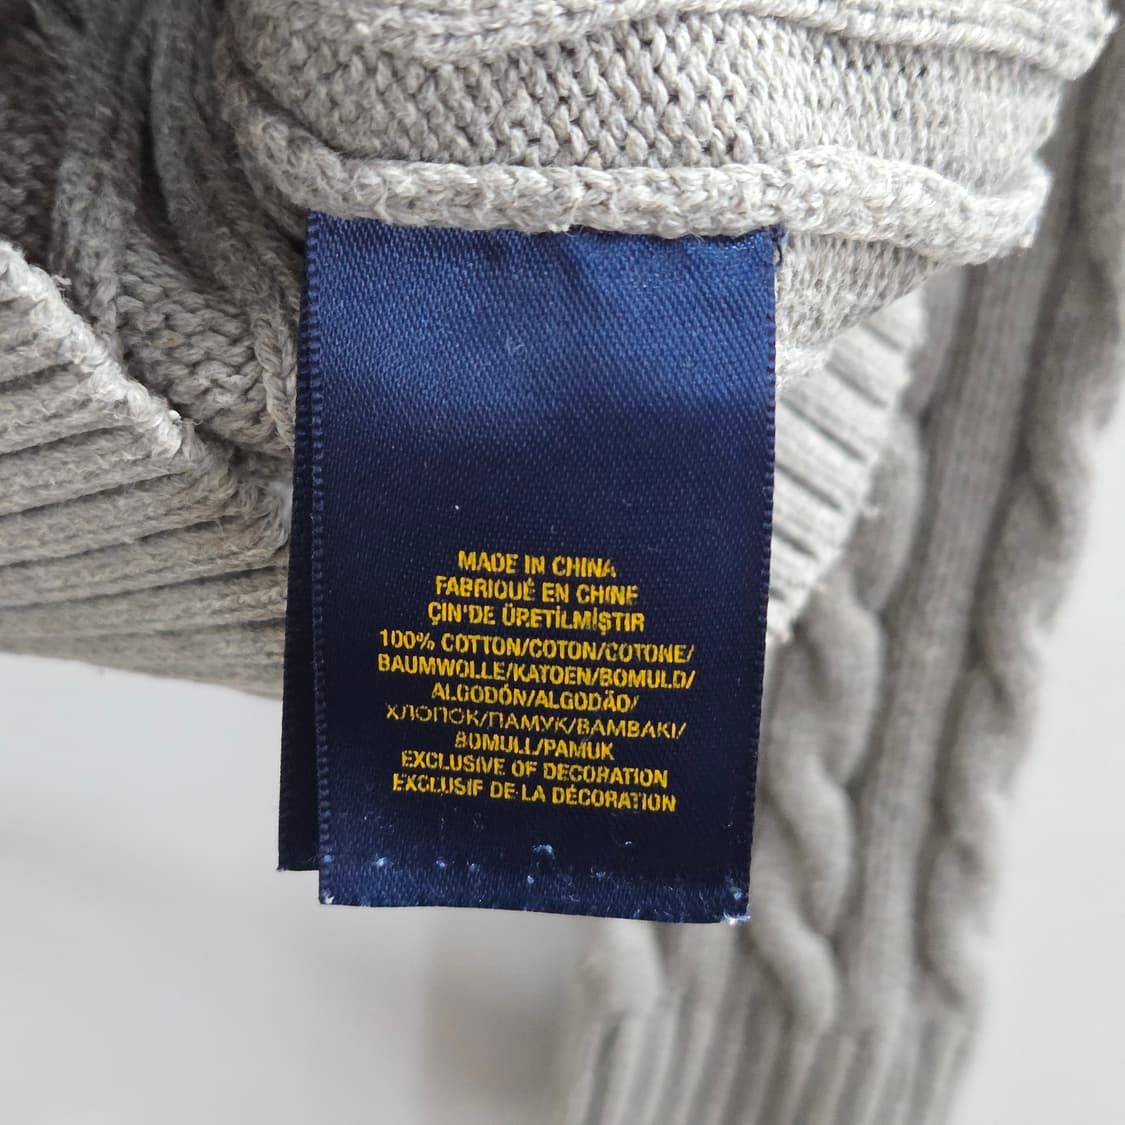 MADE IN CHINA
FABRIQUÉ EN CHINE
ÇİN'DE ÜRETİLMİŞTİR
100% COTTON/COTON/COTONE/
BAUMWOLLE/KATOEN/BOMULD/
ALGODÓN/ALGODÃO/
ХЛОПОК/ПАМУК/ΒΑΜΒΑΚΙ/
BOMULL/PAMUK
EXCLUSIVE OF DECORATION
EXCLUSIF DE LA DÉCORATION